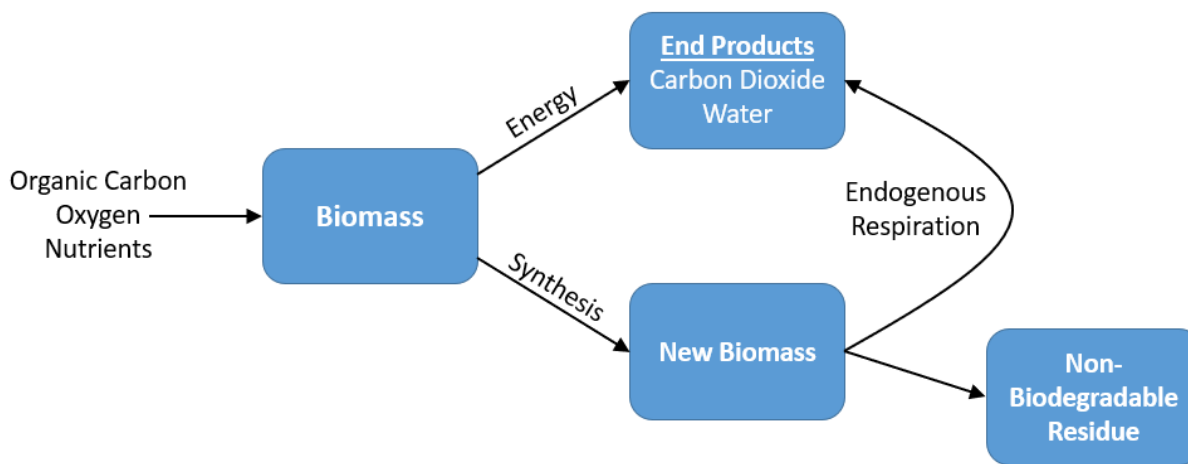 Organic Carbon
Oxygen
Nutrients
Biomass
Energy
End Products
Carbon Dioxide
Water
Synthesis
New Biomass
Endogenous
Respiration
Non-
Biodegradable
Residue